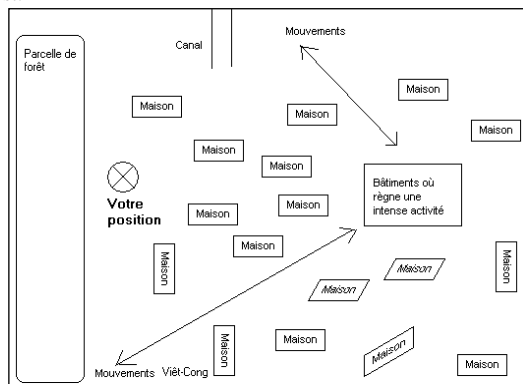 Canal
Mouvements
Parcelle de
forêt
Maison
Maison
Maison
Maison
Maison
Maison
Bâtiments où
règne une
intense activité
Votre
position
Maison
Maison
Maison
Maison
Maison
Maison
Maison
Maison
Maison
Maison
Mouvements Viêt-Cong
Maison
Maison